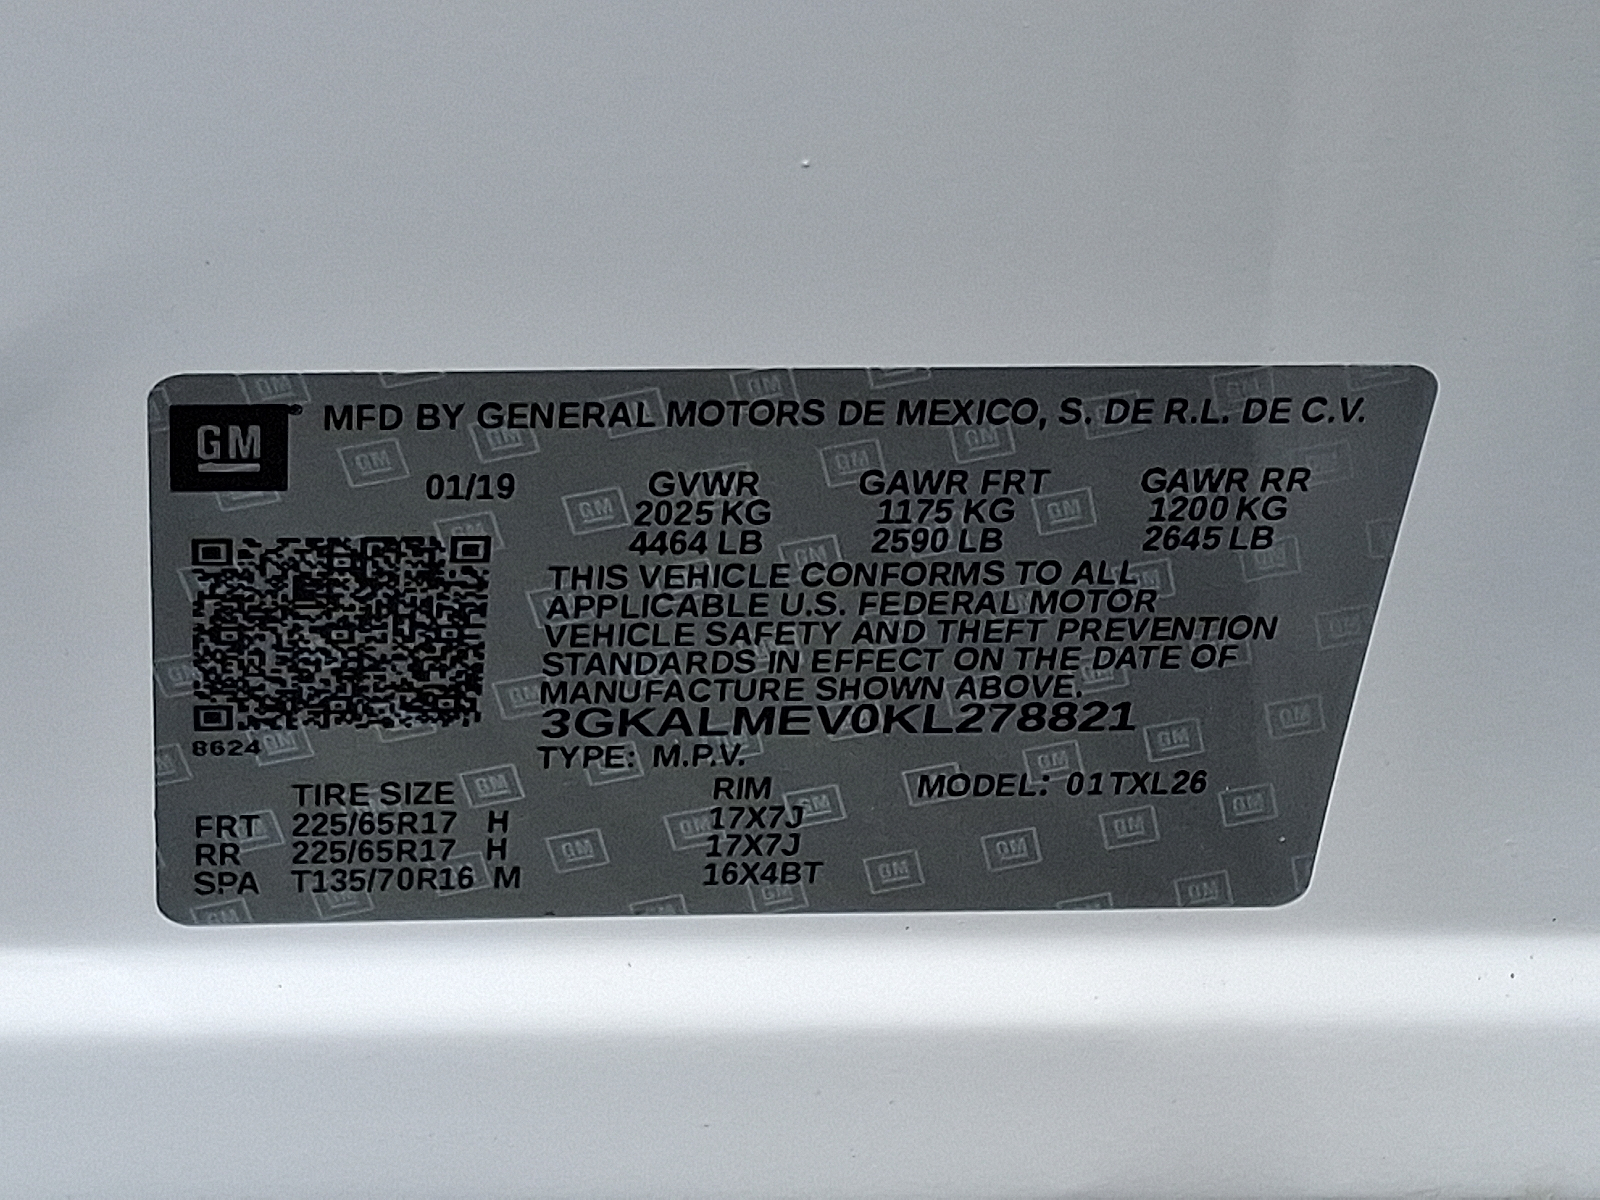 GM MFD BY GENERAL MOTORS DE MEXICO, S. DE R.L. DE C.V.
01/19 GVWR GAWR FRT GAWR RR
2025 KG 1175 KG 1200 KG
4464 LB 2590 LB 2645 LB
THIS VEHICLE CONFORMS TO ALL
APPLICABLE U.S. FEDERAL MOTOR
VEHICLE SAFETY AND THEFT PREVENTION
STANDARDS IN EFFECT ON THE DATE OF
MANUFACTURE SHOWN ABOVE.
3GKALMEV0KL278821
8624 TYPE: M.P.V.
TIRE SIZE RIM MODEL: 01TXL26
FRT 225/65R17 H 17X7J
RR 225/65R17 H 17X7J
SPA T135/70R16 M 16X4BT